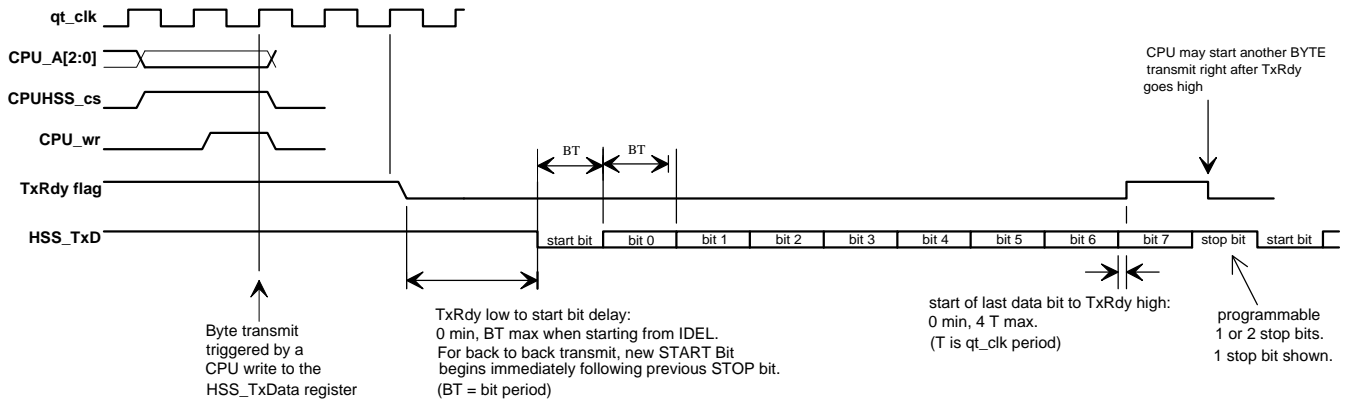 qt_clk
CPU_A[2:0]
CPUHSS_cs
CPU_wr
TxRdy flag
HSS_TxD
CPU may start another BYTE
transmit right after TxRdy
goes high
BT
BT
start bit
bit 0
bit 1
bit 2
bit 3
bit 4
bit 5
bit 6
bit 7
stop bit
start bit
Byte transmit
triggered by a
CPU write to the
HSS_TxData register
TxRdy low to start bit delay:
0 min, BT max when starting from IDEL.
For back to back transmit, new START Bit
begins immediately following previous STOP bit.
(BT = bit period)
start of last data bit to TxRdy high:
0 min, 4 T max.
(T is qt_clk period)
programmable
1 or 2 stop bits.
1 stop bit shown.